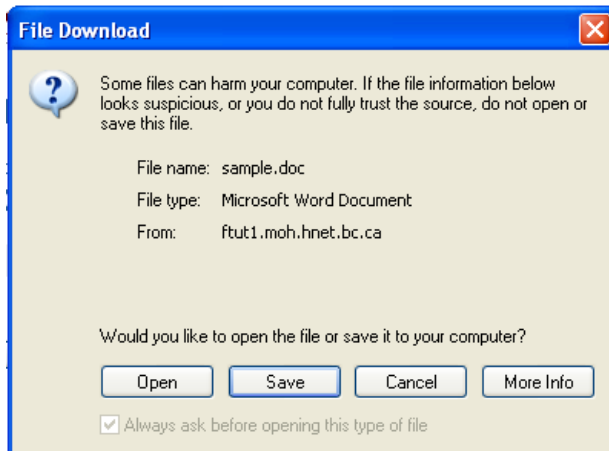 File Download
Some files can harm your computer. If the file information below
looks suspicious, or you do not fully trust the source, do not open or
save this file.
File name: sample.doc
File type: Microsoft Word Document
From: ftut1.moh.hnet.bc.ca
Would you like to open the file or save it to your computer?
Open Save Cancel More Info
Always ask before opening this type of file